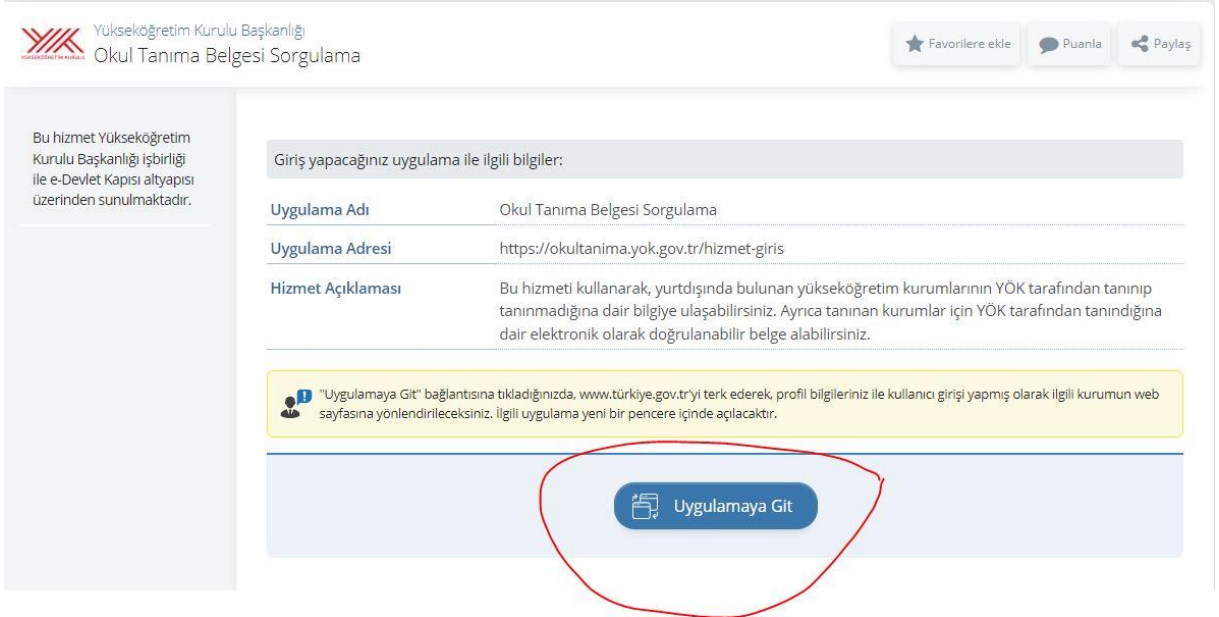 Yükseköğretim Kurulu Başkanlığı
Okul Tanıma Belgesi Sorgulama
YÜKSEKÖĞRETİM KURULU
Favorilere ekle
Puanla
Paylaş
Bu hizmet Yükseköğretim
Kurulu Başkanlığı işbirliği
ile e-Devlet Kapısı altyapısı
üzerinden sunulmaktadır.
Giriş yapacağınız uygulama ile ilgili bilgiler:
Uygulama Adı Okul Tanıma Belgesi Sorgulama
Uygulama Adresi https://okultanima.yok.gov.tr/hizmet-giris
Hizmet Açıklaması Bu hizmeti kullanarak, yurtdışında bulunan yükseköğretim kurumlarının YÖK tarafından tanınıp
tanınmadığına dair bilgiye ulaşabilirsiniz. Ayrıca tanınan kurumlar için YÖK tarafından tanındığına
dair elektronik olarak doğrulanabilir belge alabilirsiniz.
"Uygulamaya Git" bağlantısına tıkladığınızda, www.türkiye.gov.tr'yi terk ederek, profil bilgileriniz ile kullanıcı girişi yapmış olarak ilgili kurumun web
sayfasına yönlendirileceksiniz. İlgili uygulama yeni bir pencere içinde açılacaktır.
Uygulamaya Git